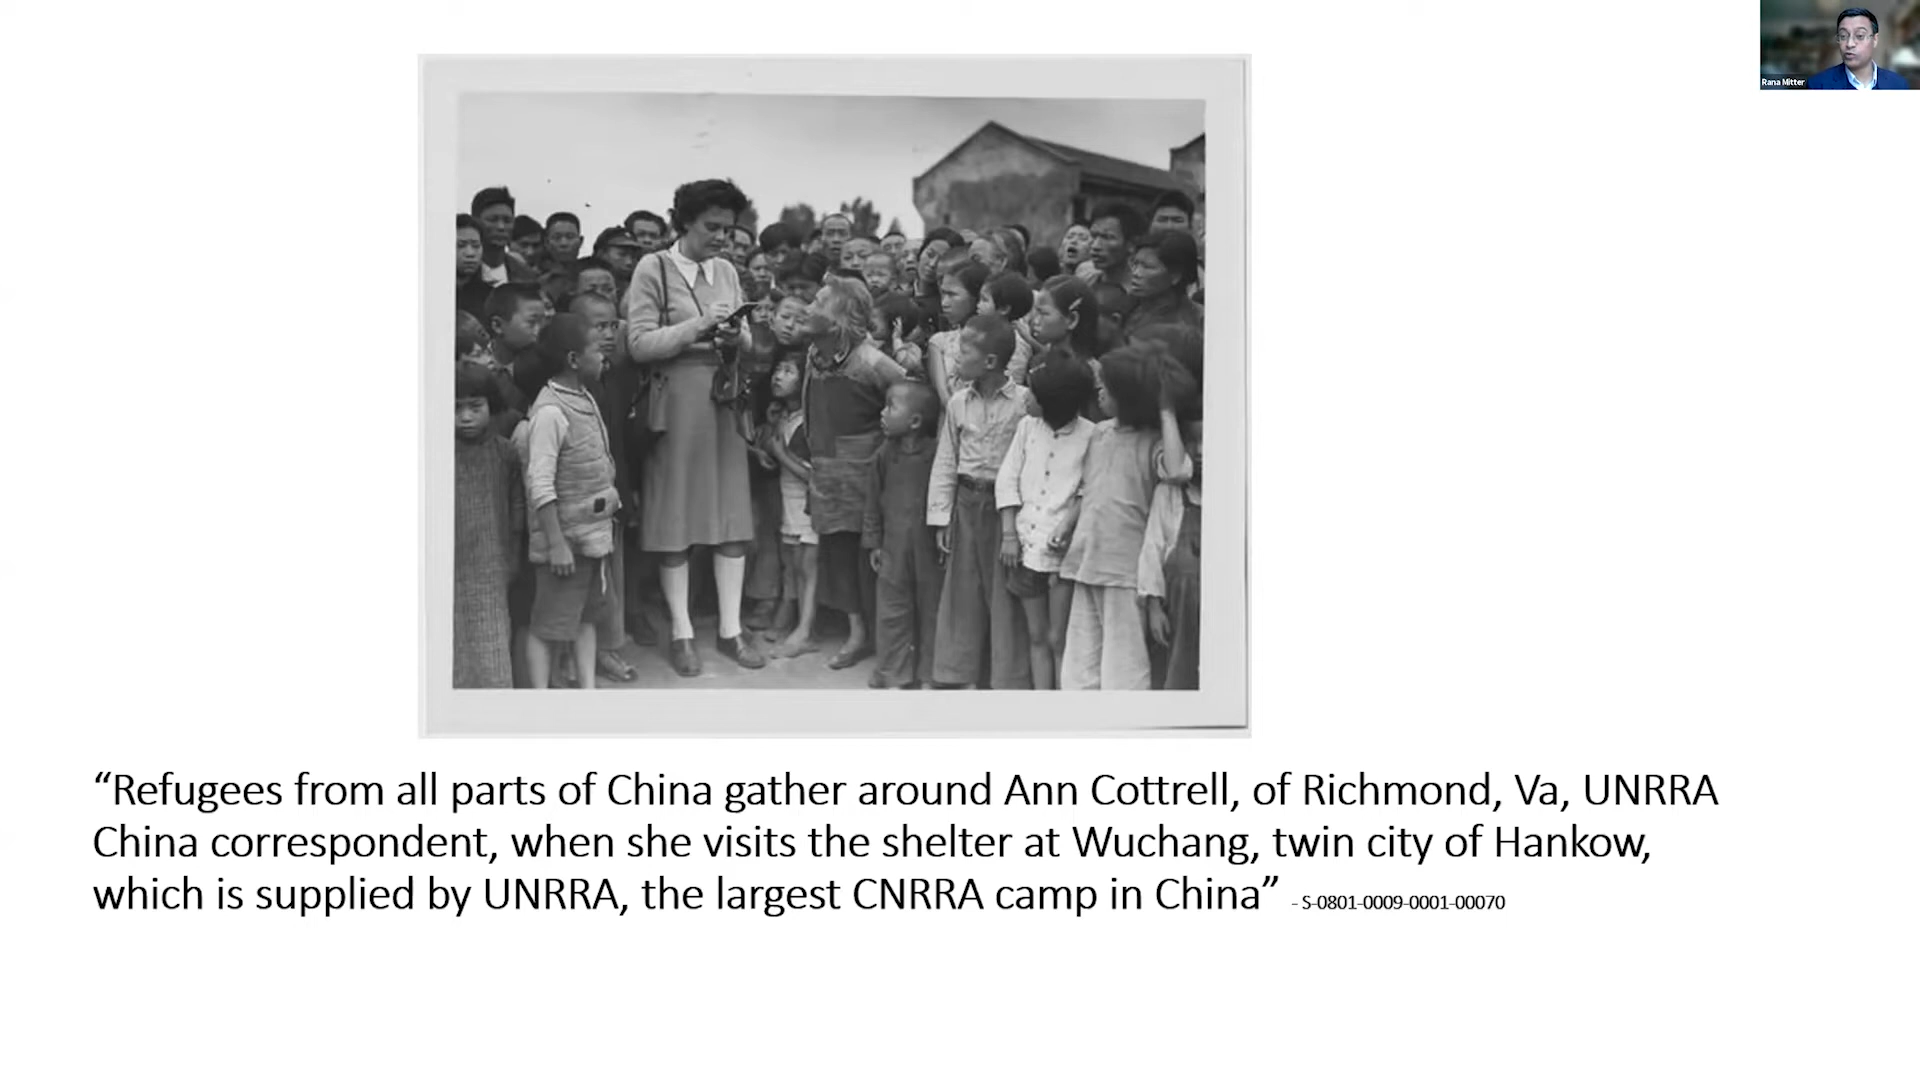 Rana Mitter
“Refugees from all parts of China gather around Ann Cottrell, of Richmond, Va, UNRRA
China correspondent, when she visits the shelter at Wuchang, twin city of Hankow,
which is supplied by UNRRA, the largest CNRRA camp in China” - S-0801-0009-0001-00070